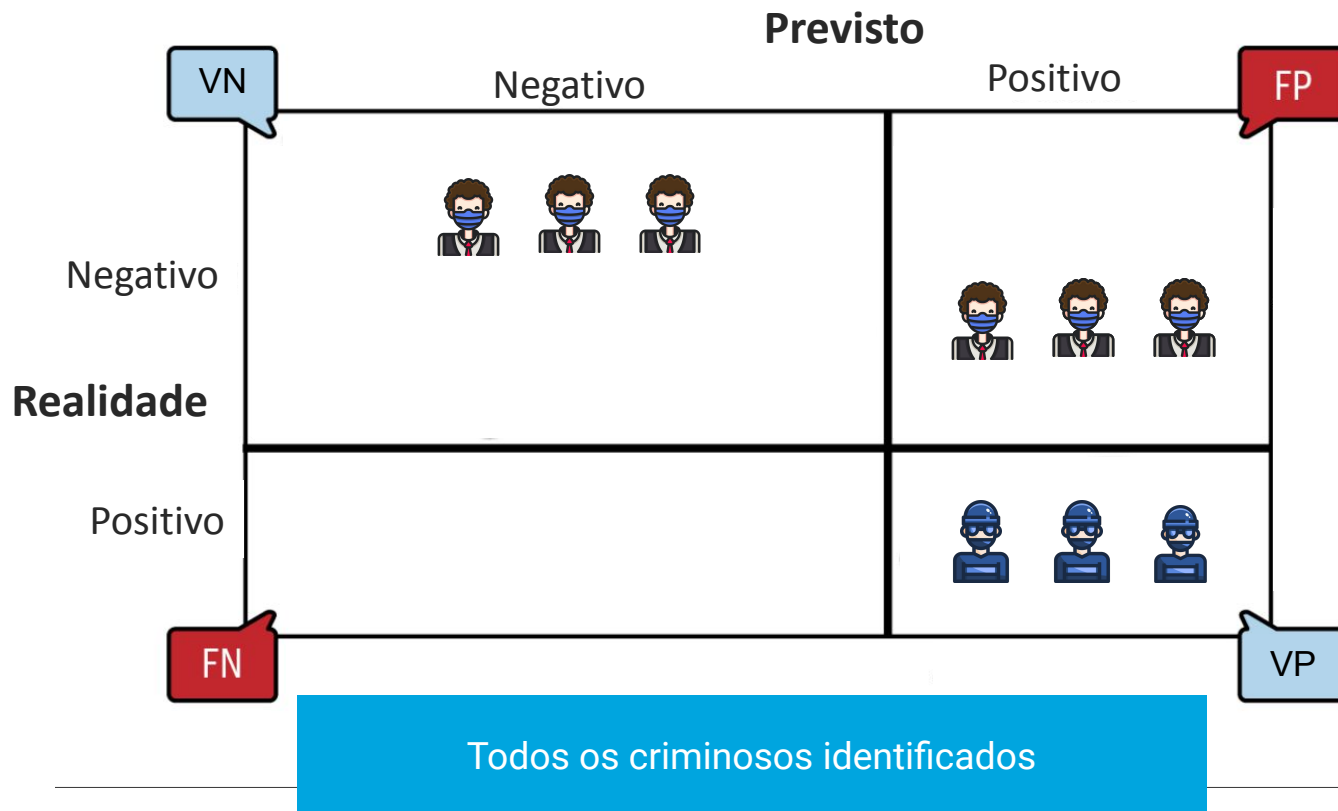 Previsto
VN
Negativo
Positivo
FP
Negativo
Realidade
Positivo
FN
VP
Todos os criminosos identificados